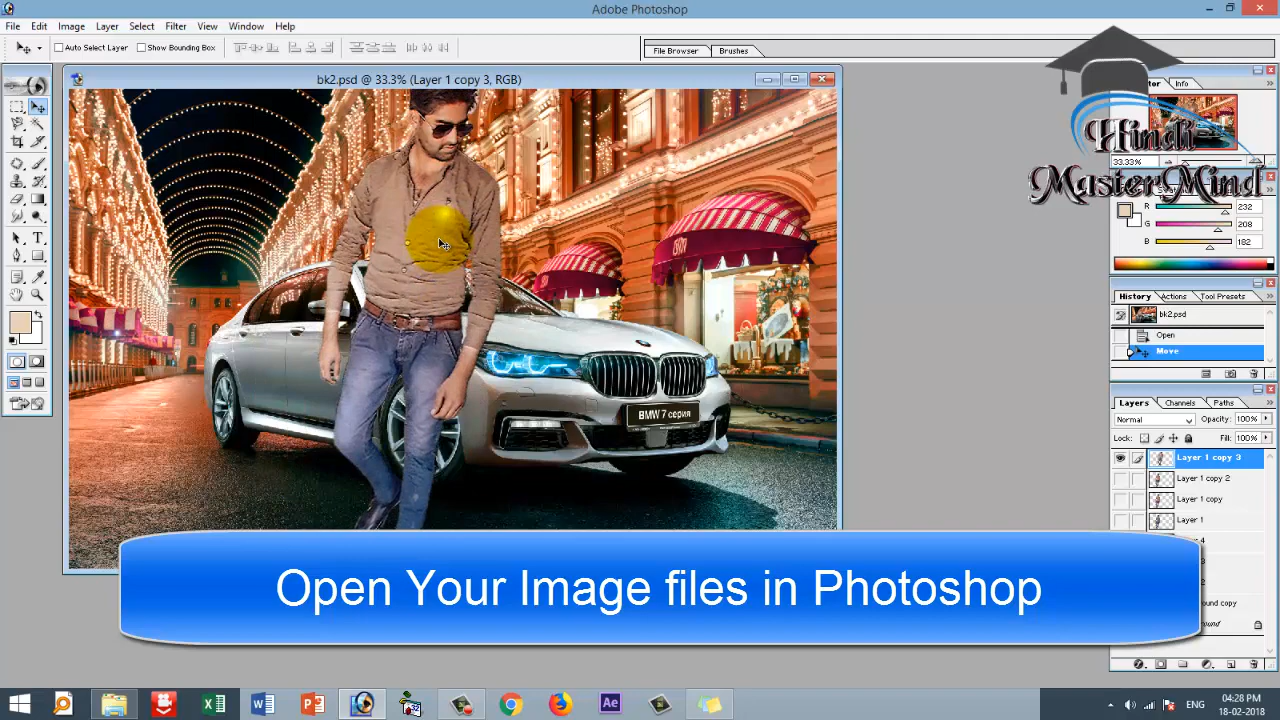 Adobe Photoshop
File Edit Image Layer Select Filter View Window Help
Auto Select Layer Show Bounding Box
File Browser Brushes
bk2.psd @ 33.3% (Layer 1 copy 3, RGB)
Info
Hindi
MasterMind
33.33%
R 232
G 208
B 182
History Actions Tool Presets
bk2.psd
Open
Move
Layers Channels Paths
Normal Opacity: 100%
Lock: Fill: 100%
Layer 1 copy 3
Layer 1 copy 2
Layer 1 copy
Layer 1
BMW 7 серия
Open Your Image files in Photoshop
ENG
04:28 PM
18-02-2018